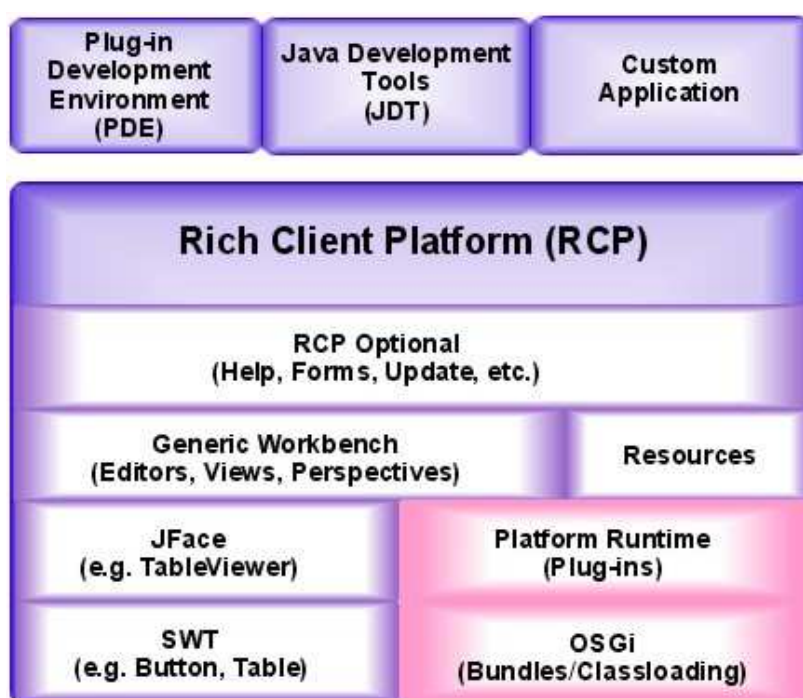 Plug-in
Development
Environment
(PDE)
Java Development
Tools
(JDT)
Custom
Application
Rich Client Platform (RCP)
RCP Optional
(Help, Forms, Update, etc.)
Generic Workbench
(Editors, Views, Perspectives)
Resources
JFace
(e.g. TableViewer)
Platform Runtime
(Plug-ins)
SWT
(e.g. Button, Table)
OSGi
(Bundles/Classloading)